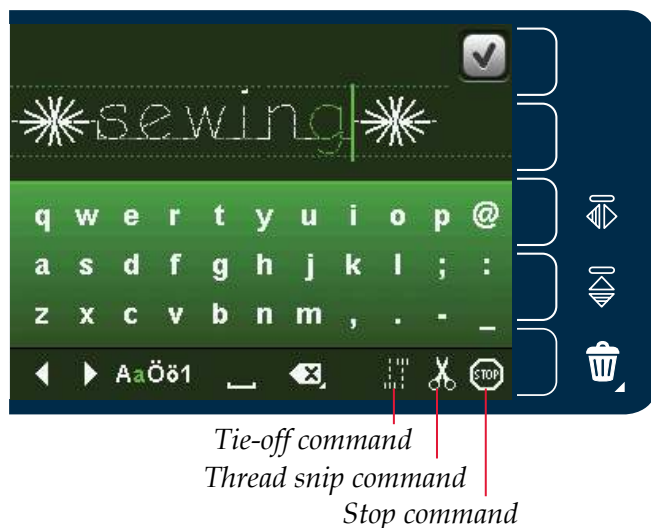 sewing
q w e r t y u i o p @
a s d f g h j k l ; :
z x c v b n m , . - _
AaÖö1
STOP
Tie-off command
Thread snip command
Stop command